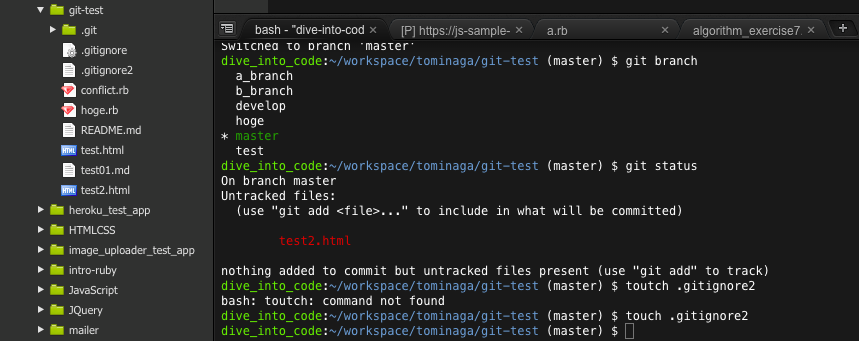 git-test
.git
.gitignore
.gitignore2
conflict.rb
hoge.rb
README.md
test.html
test01.md
test2.html
heroku_test_app
HTMLCSS
image_uploader_test_app
intro-ruby
JavaScript
JQuery
mailer
bash - "dive-into-cod
[P] https://js-sample-
a.rb
algorithm_exercise7.
Switched to branch 'master'
dive_into_code:~/workspace/tominaga/git-test (master) $ git branch
a_branch
b_branch
develop
hoge
* master
test
dive_into_code:~/workspace/tominaga/git-test (master) $ git status
On branch master
Untracked files:
(use "git add <file>..." to include in what will be committed)
test2.html
nothing added to commit but untracked files present (use "git add" to track)
dive_into_code:~/workspace/tominaga/git-test (master) $ toutch .gitignore2
bash: toutch: command not found
dive_into_code:~/workspace/tominaga/git-test (master) $ touch .gitignore2
dive_into_code:~/workspace/tominaga/git-test (master) $